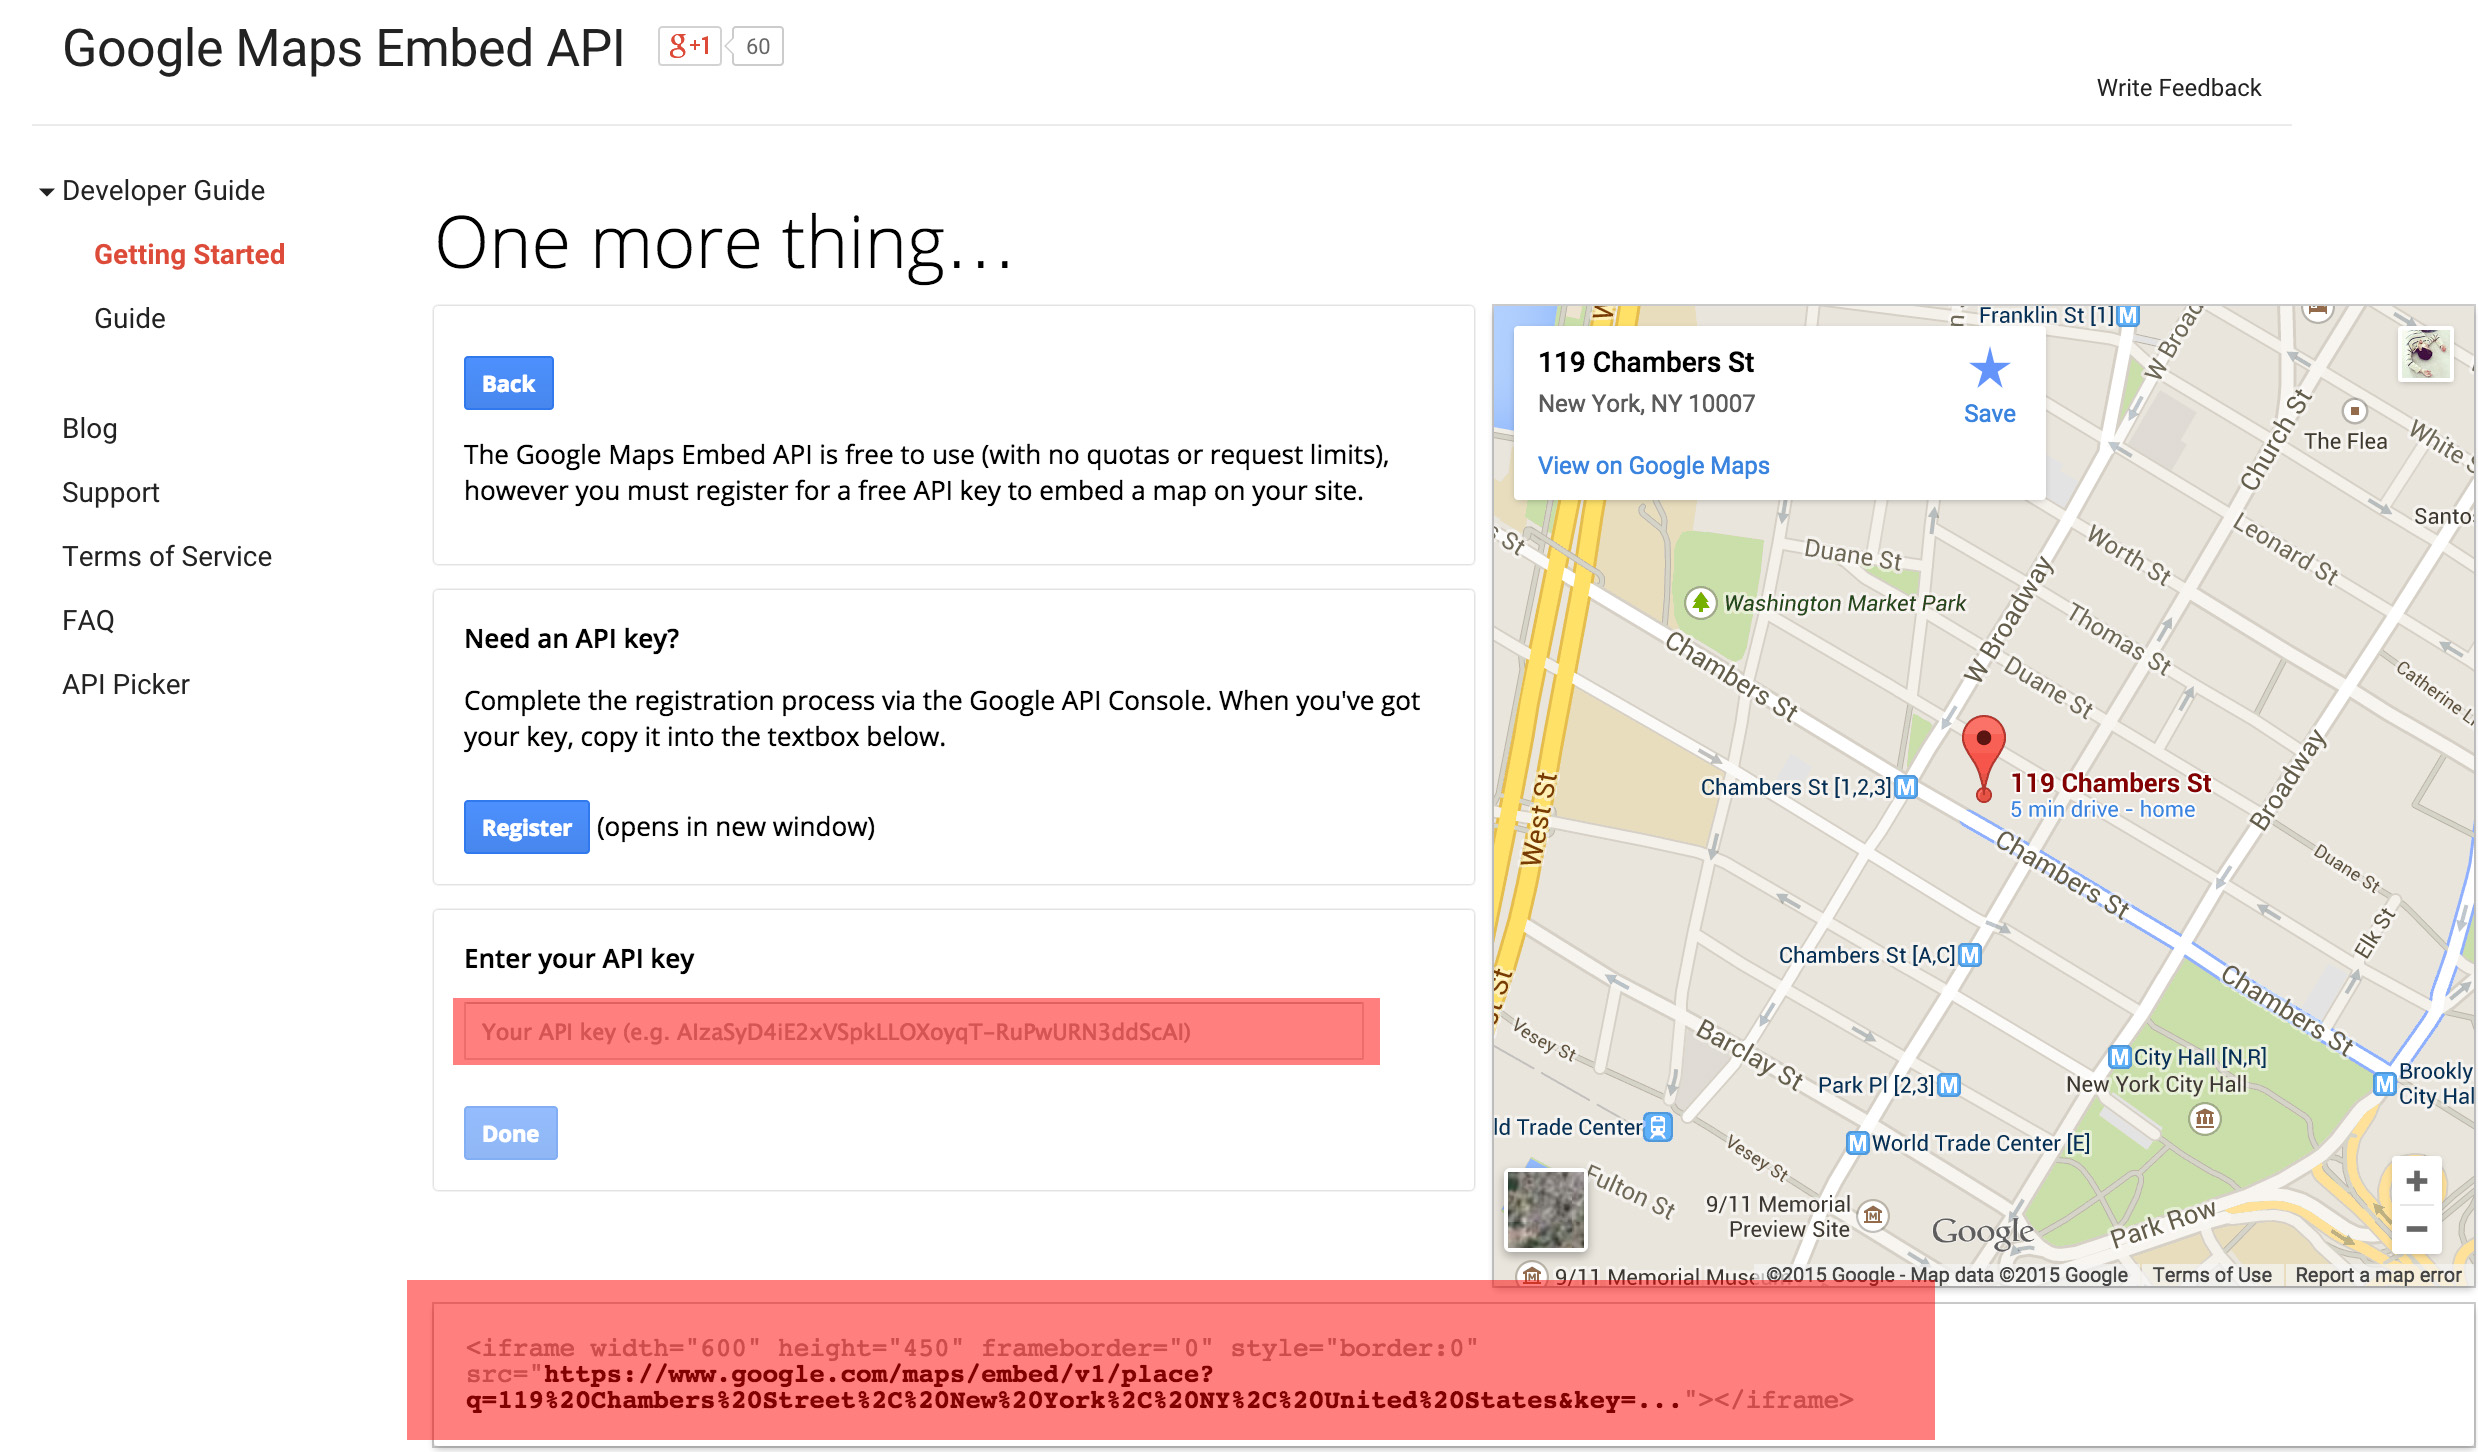 Google Maps Embed API
g+1 60
Write Feedback
Developer Guide
Getting Started
Guide
Blog
Support
Terms of Service
FAQ
API Picker
One more thing...
Back
The Google Maps Embed API is free to use (with no quotas or request limits),
however you must register for a free API key to embed a map on your site.
Need an API key?
Complete the registration process via the Google API Console. When you've got
your key, copy it into the textbox below.
Register (opens in new window)
Enter your API key
Your API key (e.g. AIzaSyD4iE2xVSpkLLOXoyqT-RuPwURN3ddScAI)
Done
119 Chambers St
New York, NY 10007
Save
View on Google Maps
Franklin St [1] M
W Broad
Church St
The Flea
White S
Santo
Leonard St
Worth St
Duane St
Washington Market Park
W Broadway
Thomas St
Chambers St
Duane St
Catherine L
Chambers St [1,2,3] M
119 Chambers St
5 min drive - home
Broadway
West St
Chambers St
Duane St
Elk St
Chambers St [A,C] M
Chambers St
Vesey St
Barclay St
M City Hall [N,R]
New York City Hall
Park Pl [2,3] M
M Brookly
City Hal
ld Trade Center
M World Trade Center [E]
Vesey St
Fulton St
9/11 Memorial
Preview Site
Google
Park Row
+
−
9/11 Memorial Muse
©2015 Google - Map data ©2015 Google Terms of Use Report a map error
<iframe width="600" height="450" frameborder="0" style="border:0"
src="https://www.google.com/maps/embed/v1/place?
q=119%20Chambers%20Street%2C%20New%20York%2C%20NY%2C%20United%20States&key=..."></iframe>